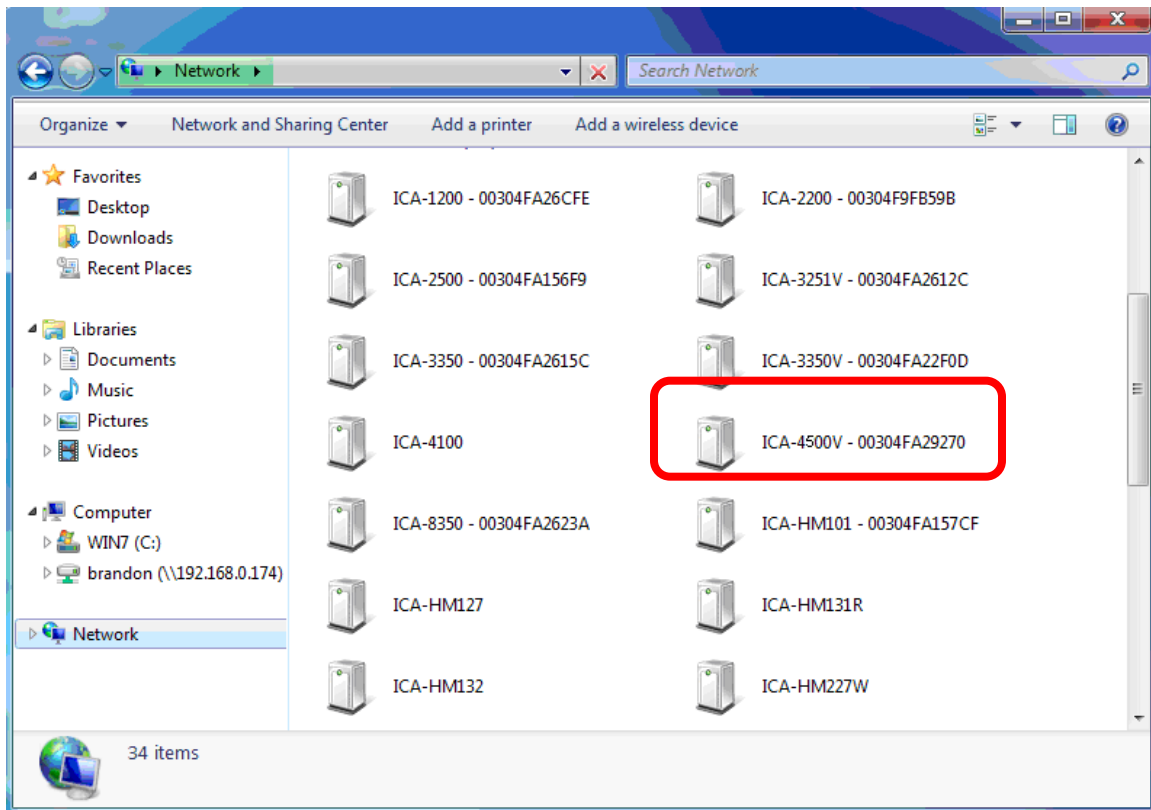 Network
Search Network
Organize Network and Sharing Center Add a printer Add a wireless device
Favorites
Desktop
Downloads
Recent Places
Libraries
Documents
Music
Pictures
Videos
Computer
WIN7 (C:)
brandon (\\192.168.0.174)
Network
ICA-1200 - 00304FA26CFE ICA-2200 - 00304F9FB59B
ICA-2500 - 00304FA156F9 ICA-3251V - 00304FA2612C
ICA-3350 - 00304FA2615C ICA-3350V - 00304FA22F0D
ICA-4100 ICA-4500V - 00304FA29270
ICA-8350 - 00304FA2623A ICA-HM101 - 00304FA157CF
ICA-HM127 ICA-HM131R
ICA-HM132 ICA-HM227W
34 items